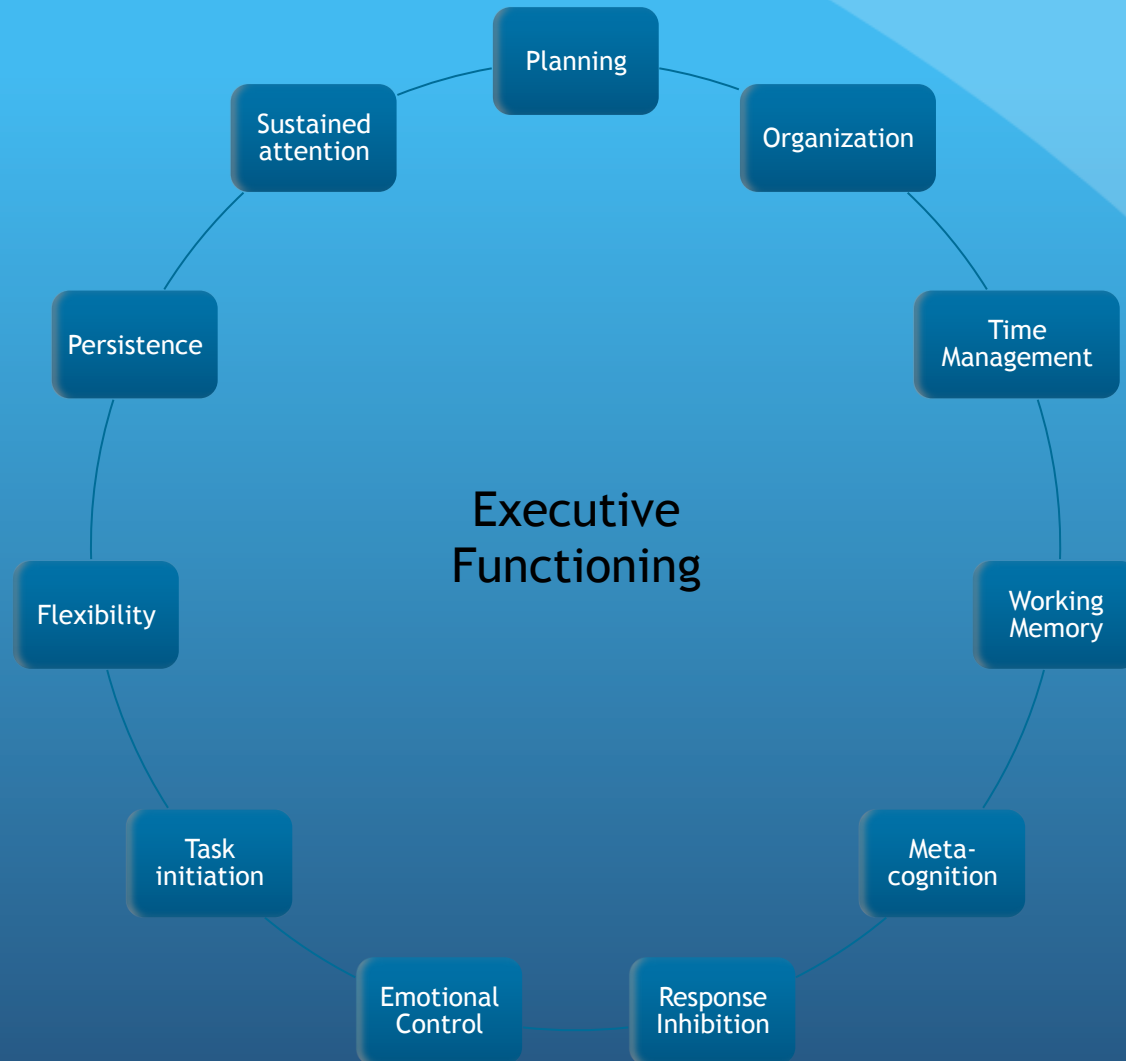 Planning
Organization
Time
Management
Working
Memory
Meta-
cognition
Response
Inhibition
Emotional
Control
Task
initiation
Flexibility
Persistence
Sustained
attention
Executive
Functioning